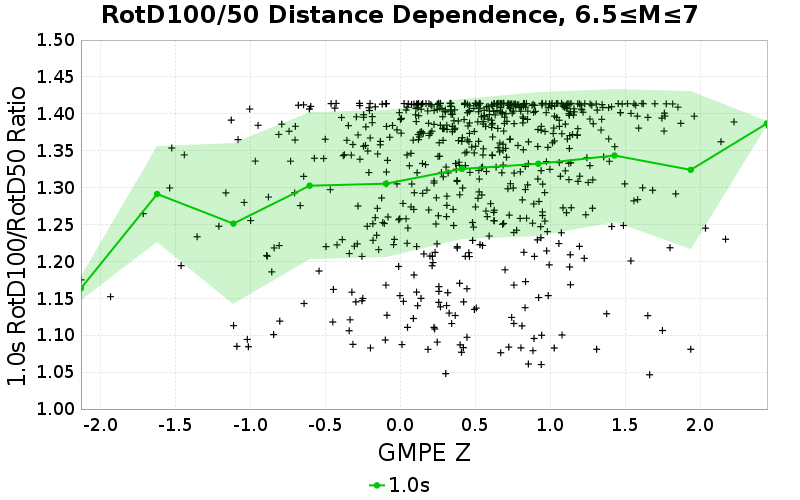 RotD100/50 Distance Dependence, 6.5≤M≤7
1.0s RotD100/RotD50 Ratio
1.50
1.45
1.40
1.35
1.30
1.25
1.20
1.15
1.10
1.05
1.00
-2.0 -1.5 -1.0 -0.5 0.0 0.5 1.0 1.5 2.0
GMPE Z
1.0s